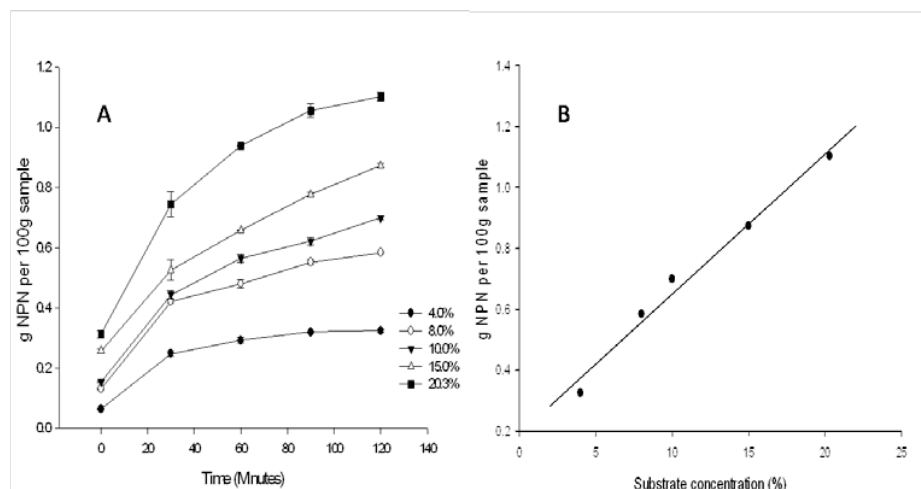 A
g NPN per 100g sample
1.2
1.0
0.8
0.6
0.4
0.2
0.0
0 20 40 60 80 100 120 140
Time (Mnutes)
4.0%
8.0%
10.0%
15.0%
20.3%
B
g NPN per 100g sample
1.4
1.2
1.0
0.8
0.6
0.4
0.2
0 5 10 15 20 25
Substrate concentration (%)